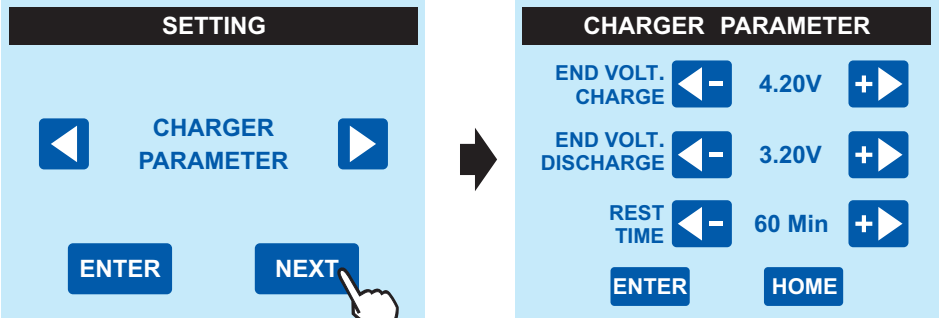 SETTING
CHARGER
PARAMETER
ENTER
NEXT
CHARGER PARAMETER
END VOLT.
CHARGE
-
4.20V
+
END VOLT.
DISCHARGE
-
3.20V
+
REST
TIME
-
60 Min
+
ENTER
HOME